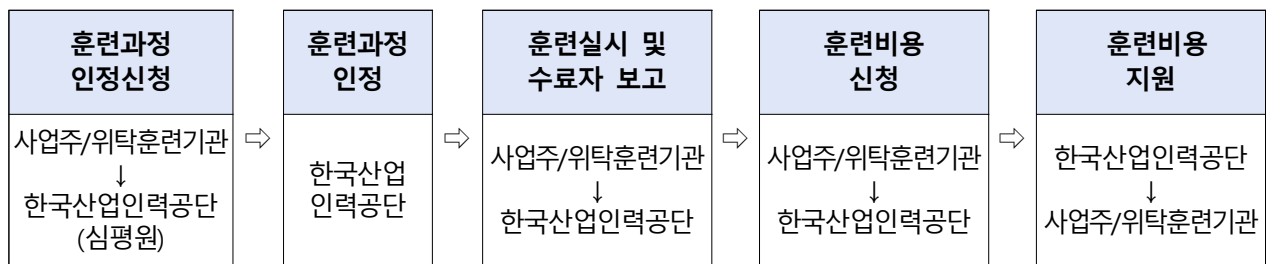 훈련과정
인정신청
사업주/위탁훈련기관
↓
한국산업인력공단
(심평원)
⇨
훈련과정
인정
한국산업
인력공단
⇨
훈련실시 및
수료자 보고
사업주/위탁훈련기관
↓
한국산업인력공단
⇨
훈련비용
신청
사업주/위탁훈련기관
↓
한국산업인력공단
⇨
훈련비용
지원
한국산업인력공단
↓
사업주/위탁훈련기관